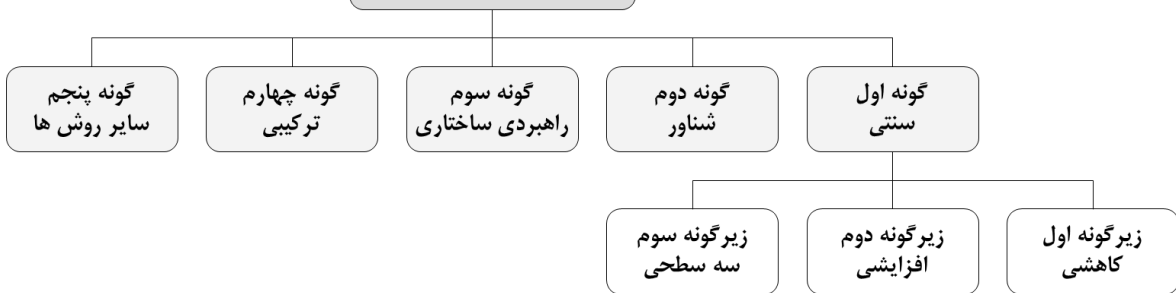 گونه اول
سنتی
گونه دوم
شناور
گونه سوم
راهبردی ساختاری
گونه چهارم
ترکیبی
گونه پنجم
سایر روش ها
زیرگونه اول
کاهشی
زیرگونه دوم
افزایشی
زیرگونه سوم
سه سطحی